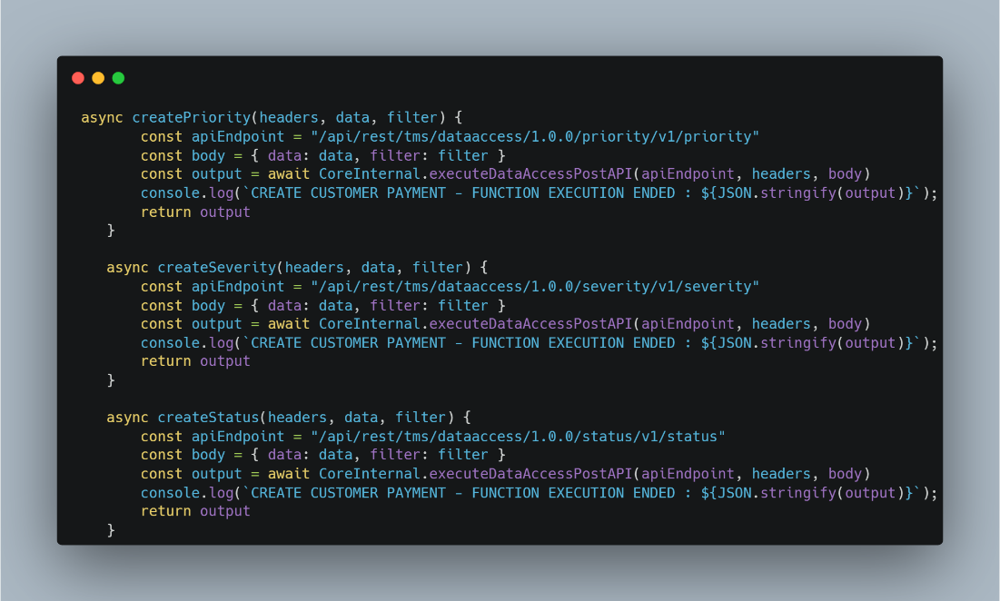 async createPriority(headers, data, filter) {
const apiEndpoint = "/api/rest/tms/dataaccess/1.0.0/priority/v1/priority"
const body = { data: data, filter: filter }
const output = await CoreInternal.executeDataAccessPostAPI(apiEndpoint, headers, body)
console.log(`CREATE CUSTOMER PAYMENT - FUNCTION EXECUTION ENDED : ${JSON.stringify(output)}`);
return output
}
async createSeverity(headers, data, filter) {
const apiEndpoint = "/api/rest/tms/dataaccess/1.0.0/severity/v1/severity"
const body = { data: data, filter: filter }
const output = await CoreInternal.executeDataAccessPostAPI(apiEndpoint, headers, body)
console.log(`CREATE CUSTOMER PAYMENT - FUNCTION EXECUTION ENDED : ${JSON.stringify(output)}`);
return output
}
async createStatus(headers, data, filter) {
const apiEndpoint = "/api/rest/tms/dataaccess/1.0.0/status/v1/status"
const body = { data: data, filter: filter }
const output = await CoreInternal.executeDataAccessPostAPI(apiEndpoint, headers, body)
console.log(`CREATE CUSTOMER PAYMENT - FUNCTION EXECUTION ENDED : ${JSON.stringify(output)}`);
return output
}